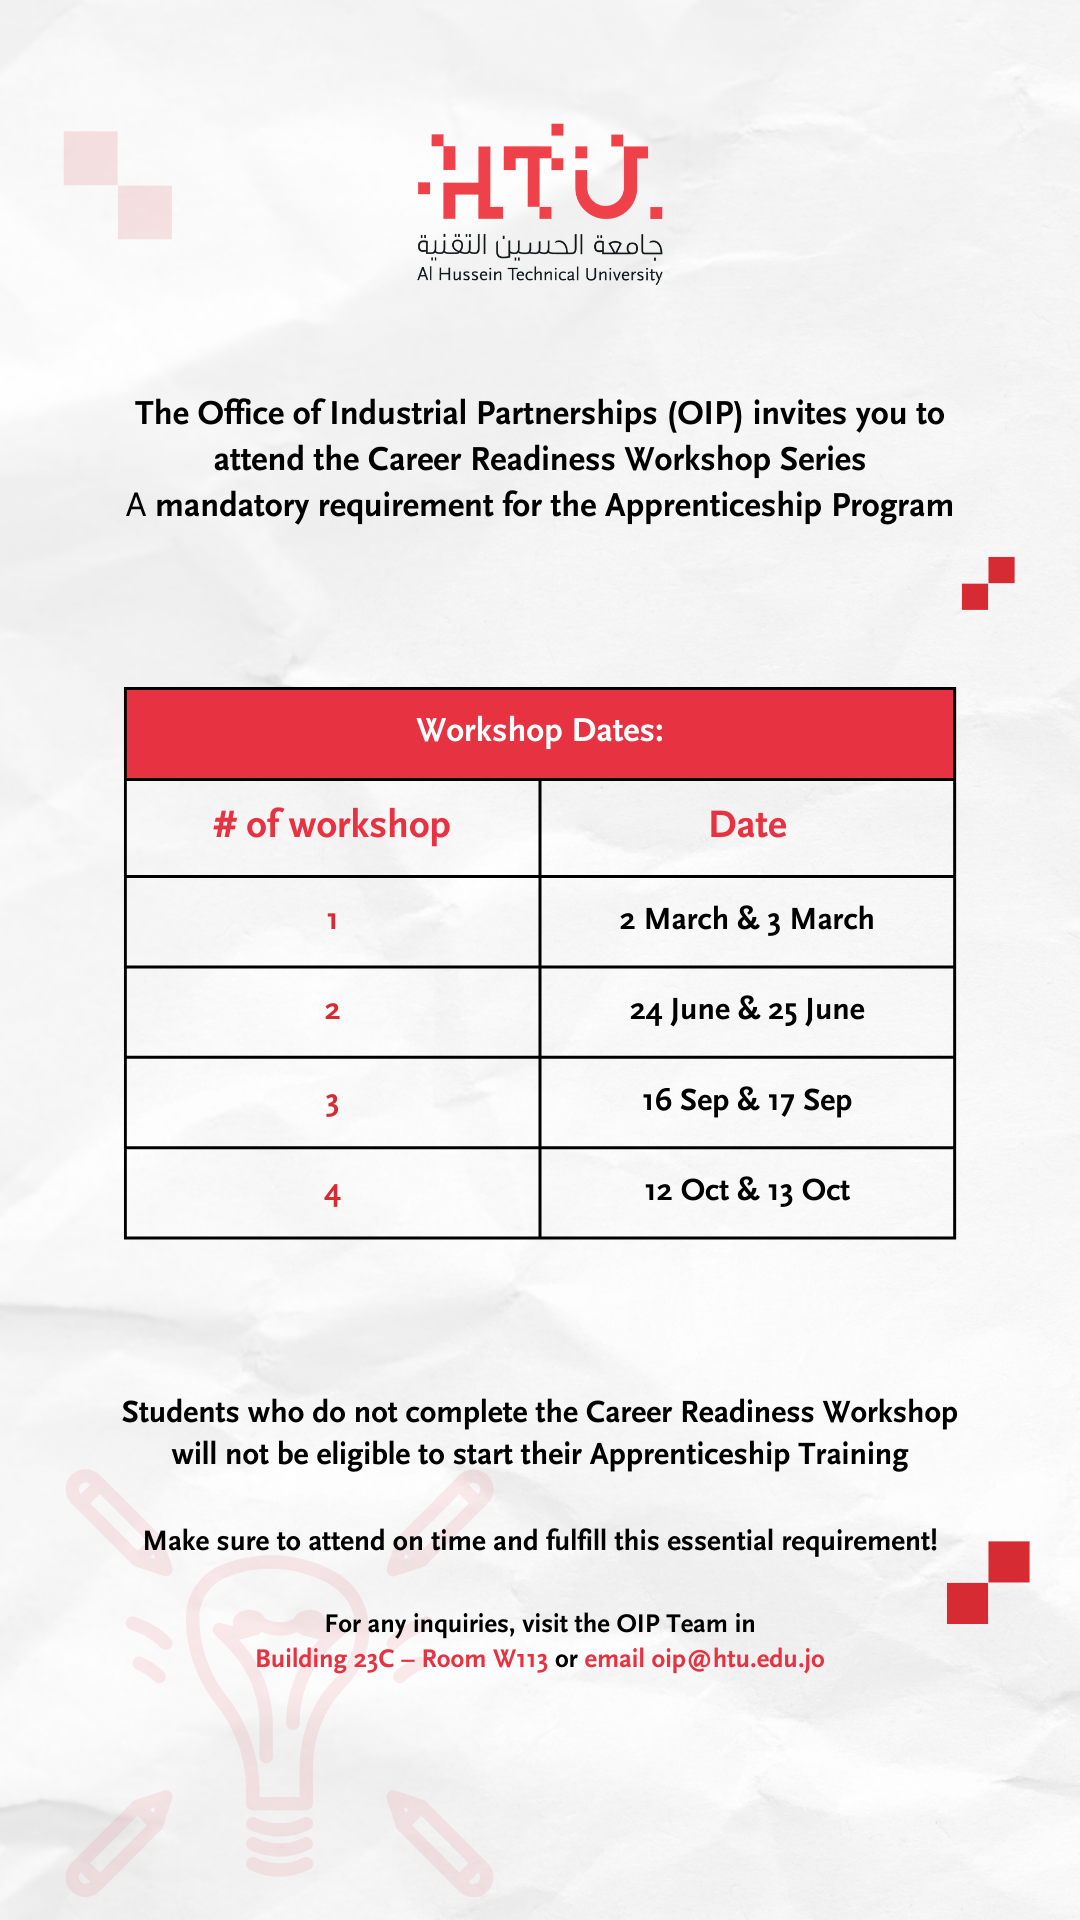 HTU
جامعة الحسين التقنية
Al Hussein Technical University
The Office of Industrial Partnerships (OIP) invites you to
attend the Career Readiness Workshop Series
A mandatory requirement for the Apprenticeship Program
Workshop Dates:
# of workshop Date
1 2 March & 3 March
2 24 June & 25 June
3 16 Sep & 17 Sep
4 12 Oct & 13 Oct
Students who do not complete the Career Readiness Workshop
will not be eligible to start their Apprenticeship Training
Make sure to attend on time and fulfill this essential requirement!
For any inquiries, visit the OIP Team in
Building 23C – Room W113 or email oip@htu.edu.jo